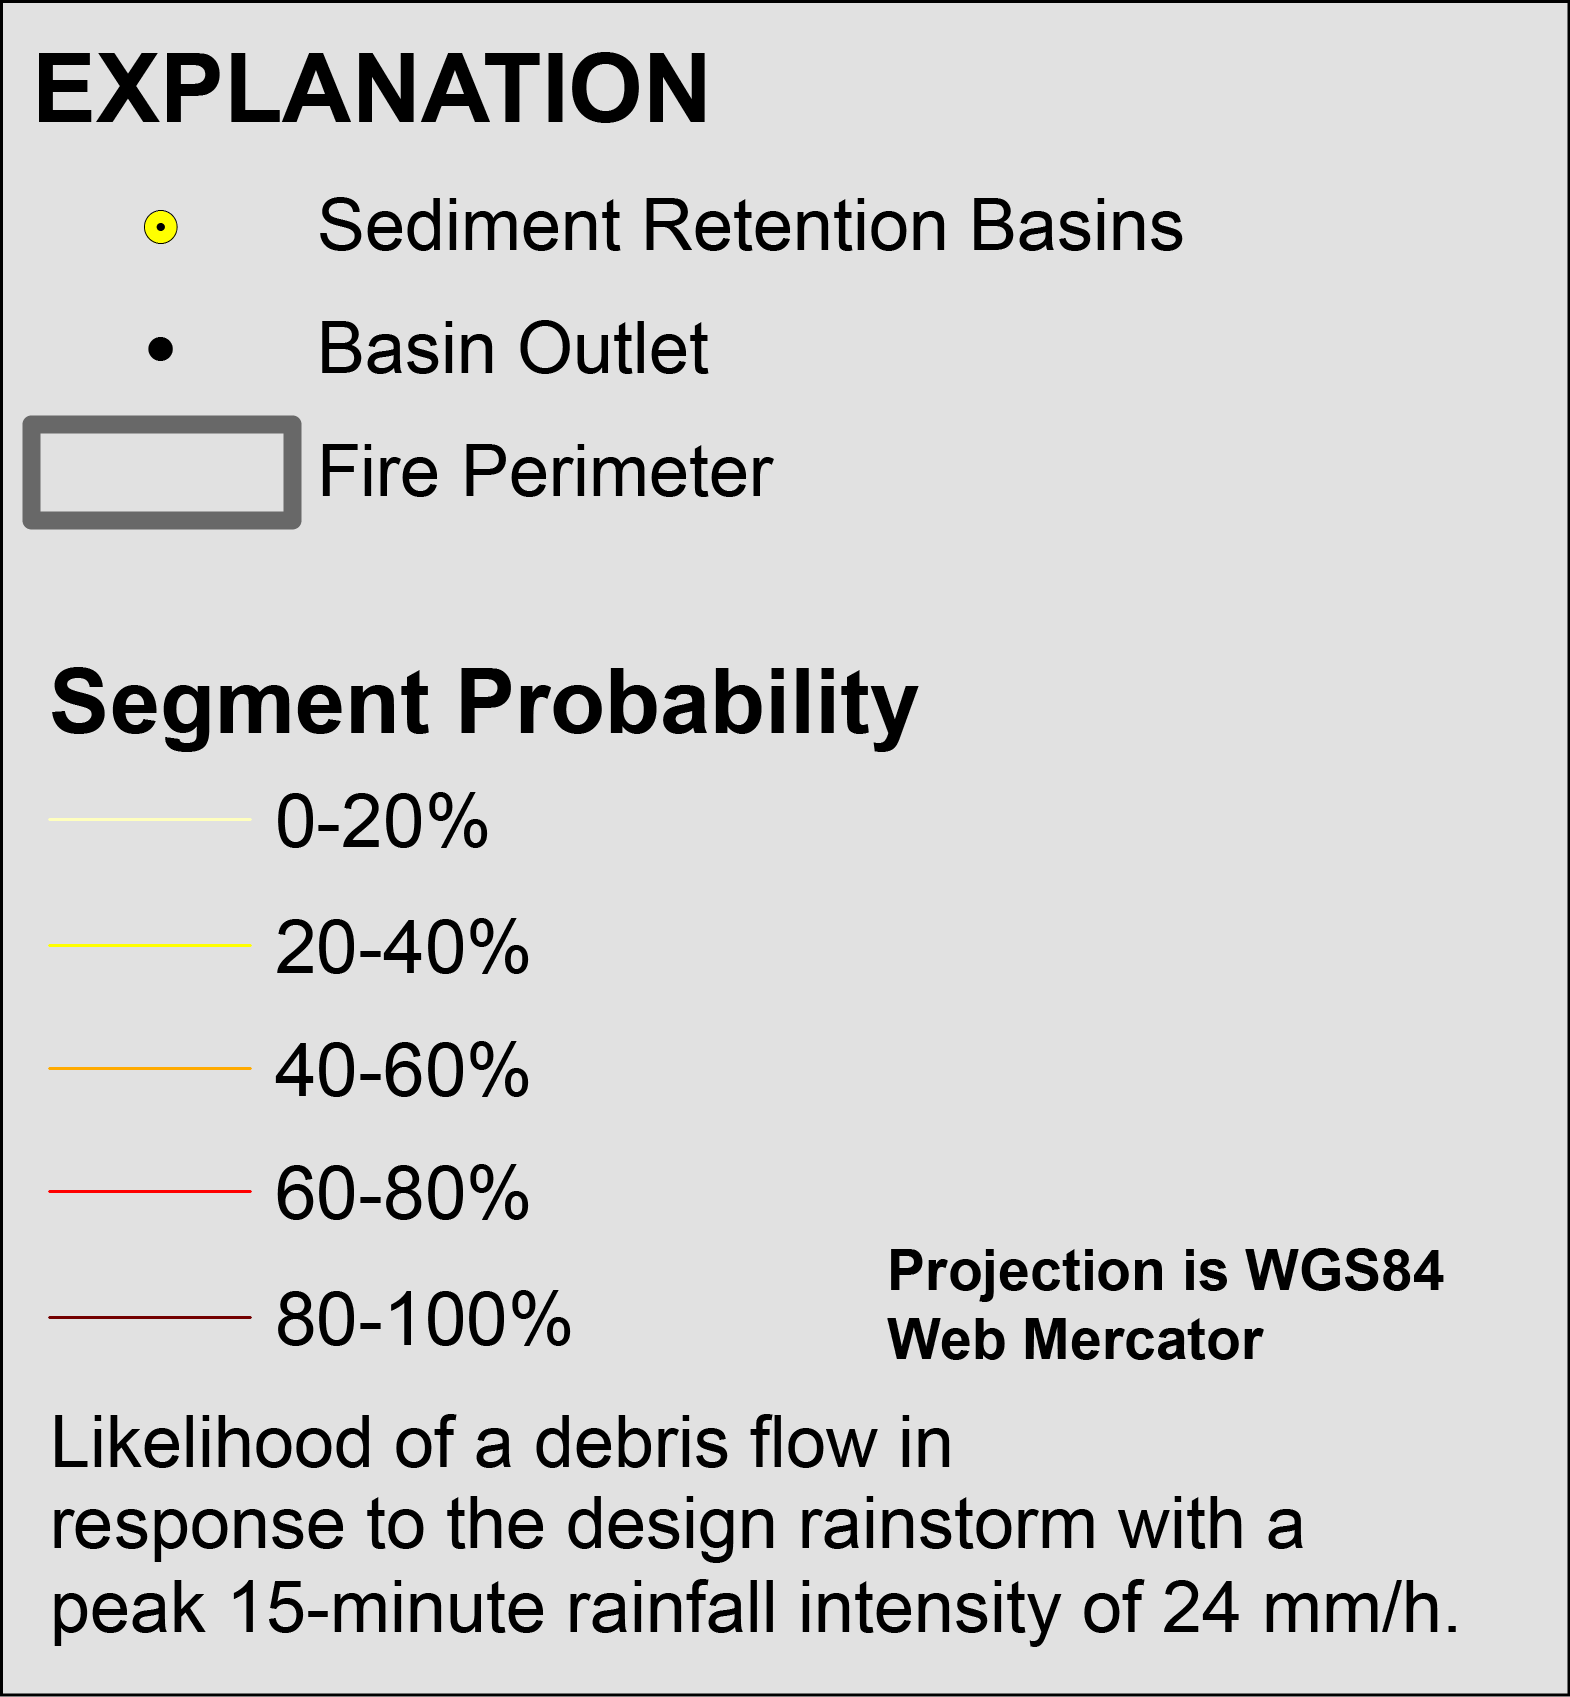 EXPLANATION
Sediment Retention Basins
Basin Outlet
Fire Perimeter
Segment Probability
0-20%
20-40%
40-60%
60-80%
80-100%
Projection is WGS84
Web Mercator
Likelihood of a debris flow in
response to the design rainstorm with a
peak 15-minute rainfall intensity of 24 mm/h.